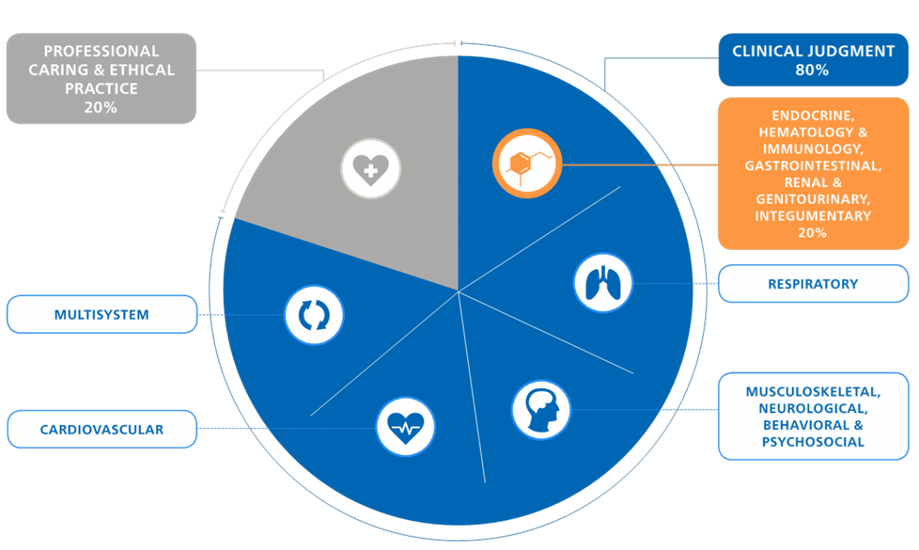 PROFESSIONAL
CARING & ETHICAL
PRACTICE
20%
CLINICAL JUDGMENT
80%
ENDOCRINE,
HEMATOLOGY &
IMMUNOLOGY,
GASTROINTESTINAL,
RENAL &
GENITOURINARY,
INTEGUMENTARY
20%
RESPIRATORY
MULTISYSTEM
MUSCULOSKELETAL,
NEUROLOGICAL,
BEHAVIORAL &
PSYCHOSOCIAL
CARDIOVASCULAR